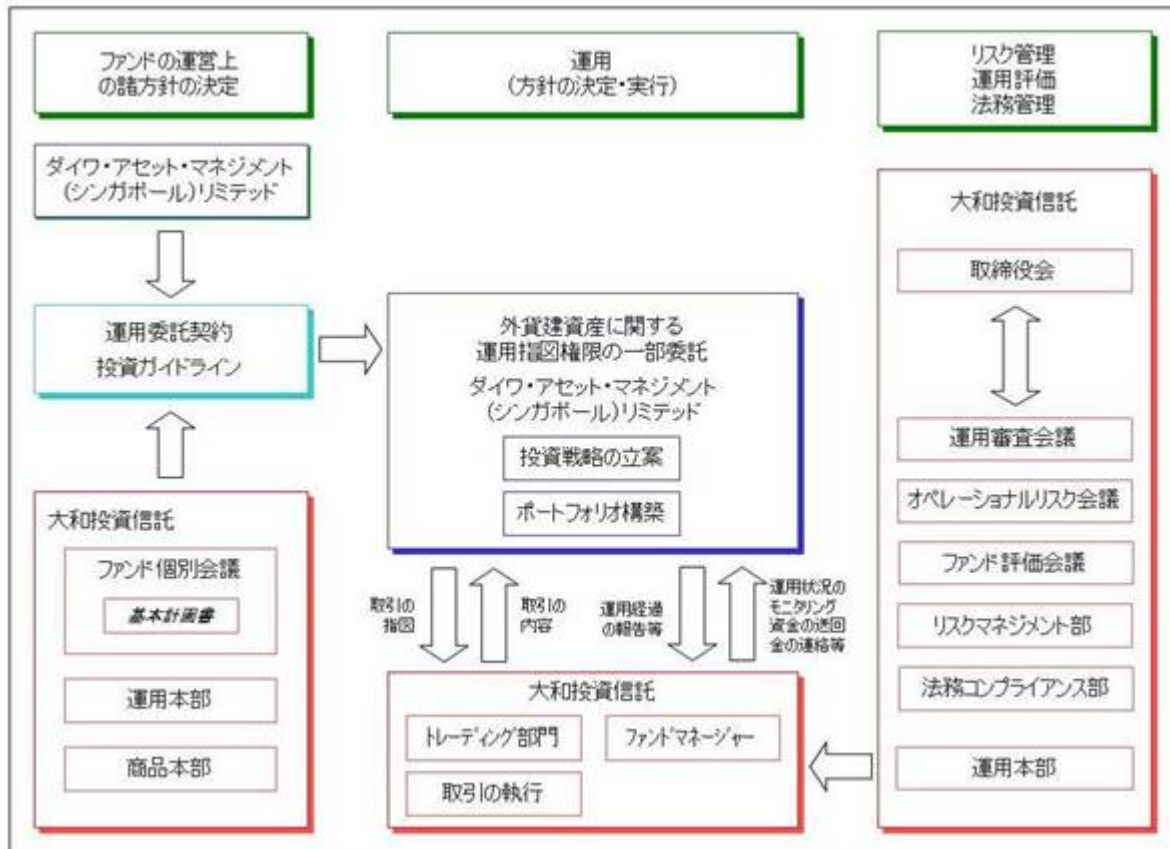 ファンドの運営上
の諸方針の決定
運用
(方針の決定・実行)
リスク管理
運用評価
法務管理
ダイワ・アセット・マネジメント
(シンガポール)リミテッド
運用委託契約
投資ガイドライン
大和投資信託
ファンド個別会議
基本計画書
運用本部
商品本部
外貨建資産に関する
運用指図権限の一部委託
ダイワ・アセット・マネジメント
(シンガポール)リミテッド
投資戦略の立案
ポートフォリオ構築
取引の
指図
取引の
内容
運用経過
の報告等
運用状況の
モニタリング
資金の送回
金の連絡等
大和投資信託
トレーディング部門
ファンドマネージャー
取引の執行
大和投資信託
取締役会
運用審査会議
オペレーショナルリスク会議
ファンド評価会議
リスクマネジメント部
法務コンプライアンス部
運用本部